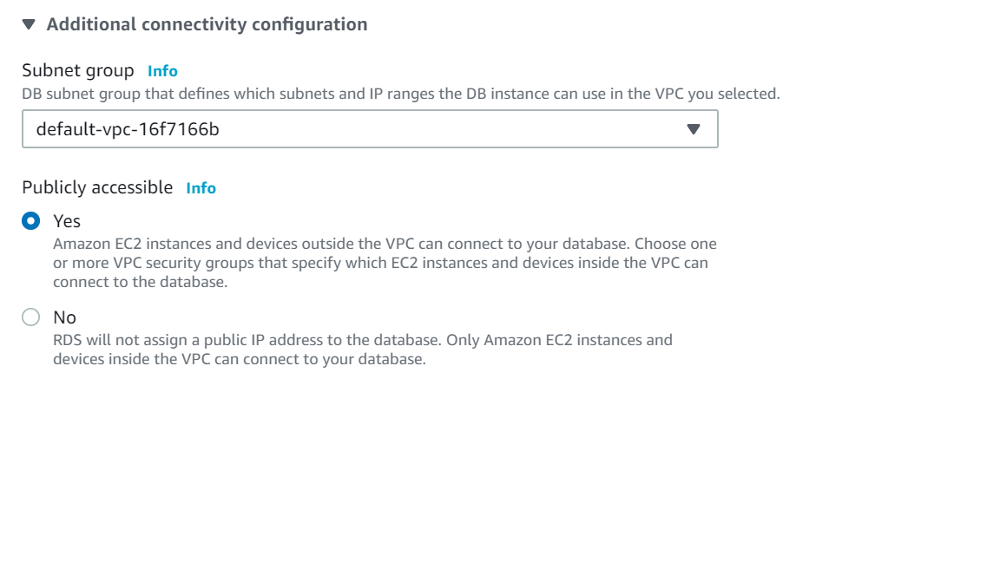 Additional connectivity configuration
Subnet group Info
DB subnet group that defines which subnets and IP ranges the DB instance can use in the VPC you selected.
default-vpc-16f7166b
Publicly accessible Info
Yes
Amazon EC2 instances and devices outside the VPC can connect to your database. Choose one
or more VPC security groups that specify which EC2 instances and devices inside the VPC can
connect to the database.
No
RDS will not assign a public IP address to the database. Only Amazon EC2 instances and
devices inside the VPC can connect to your database.